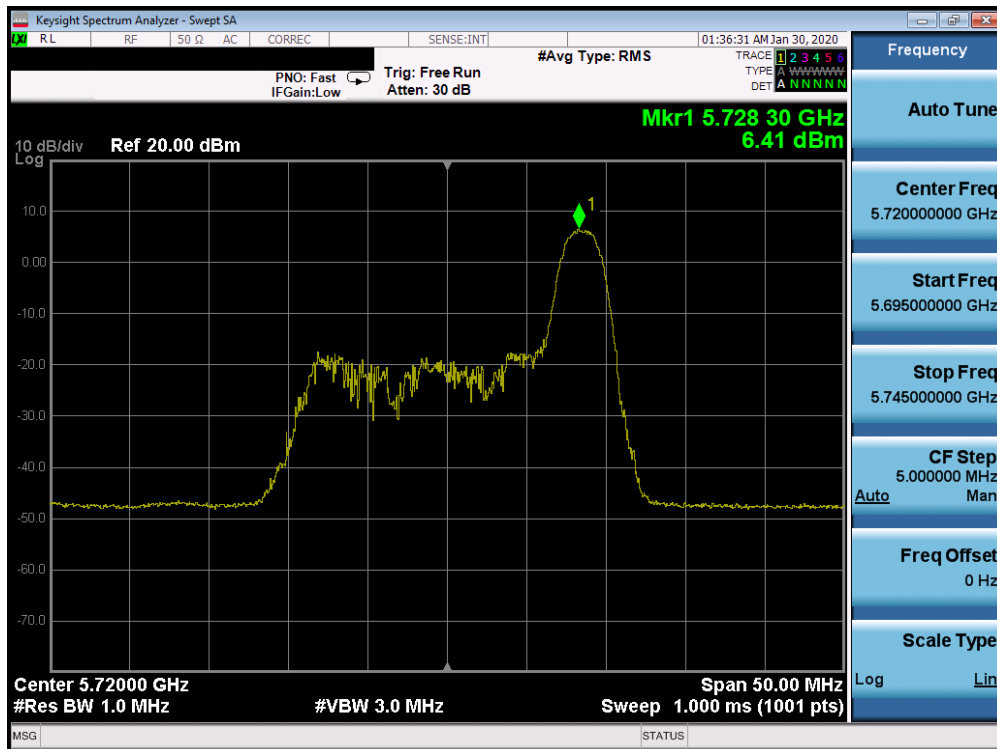 Keysight Spectrum Analyzer - Swept SA
LXI RL RF 50 Ω AC CORREC SENSE:INT 01:36:31 AM Jan 30, 2020
#Avg Type: RMS
TRACE 1 2 3 4 5 6
TYPE A WWWWW
DET A N N N N N
PNO: Fast
IFGain:Low
Trig: Free Run
Atten: 30 dB
Mkr1 5.728 30 GHz
6.41 dBm
10 dB/div
Log
Ref 20.00 dBm
1
10.0
0.00
-10.0
-20.0
-30.0
-40.0
-50.0
-60.0
-70.0
Center 5.72000 GHz
Span 50.00 MHz
#Res BW 1.0 MHz
#VBW 3.0 MHz
Sweep 1.000 ms (1001 pts)
MSG
STATUS
Frequency
Auto Tune
Center Freq
5.720000000 GHz
Start Freq
5.695000000 GHz
Stop Freq
5.745000000 GHz
CF Step
5.000000 MHz
Auto Man
Freq Offset
0 Hz
Scale Type
Log Lin